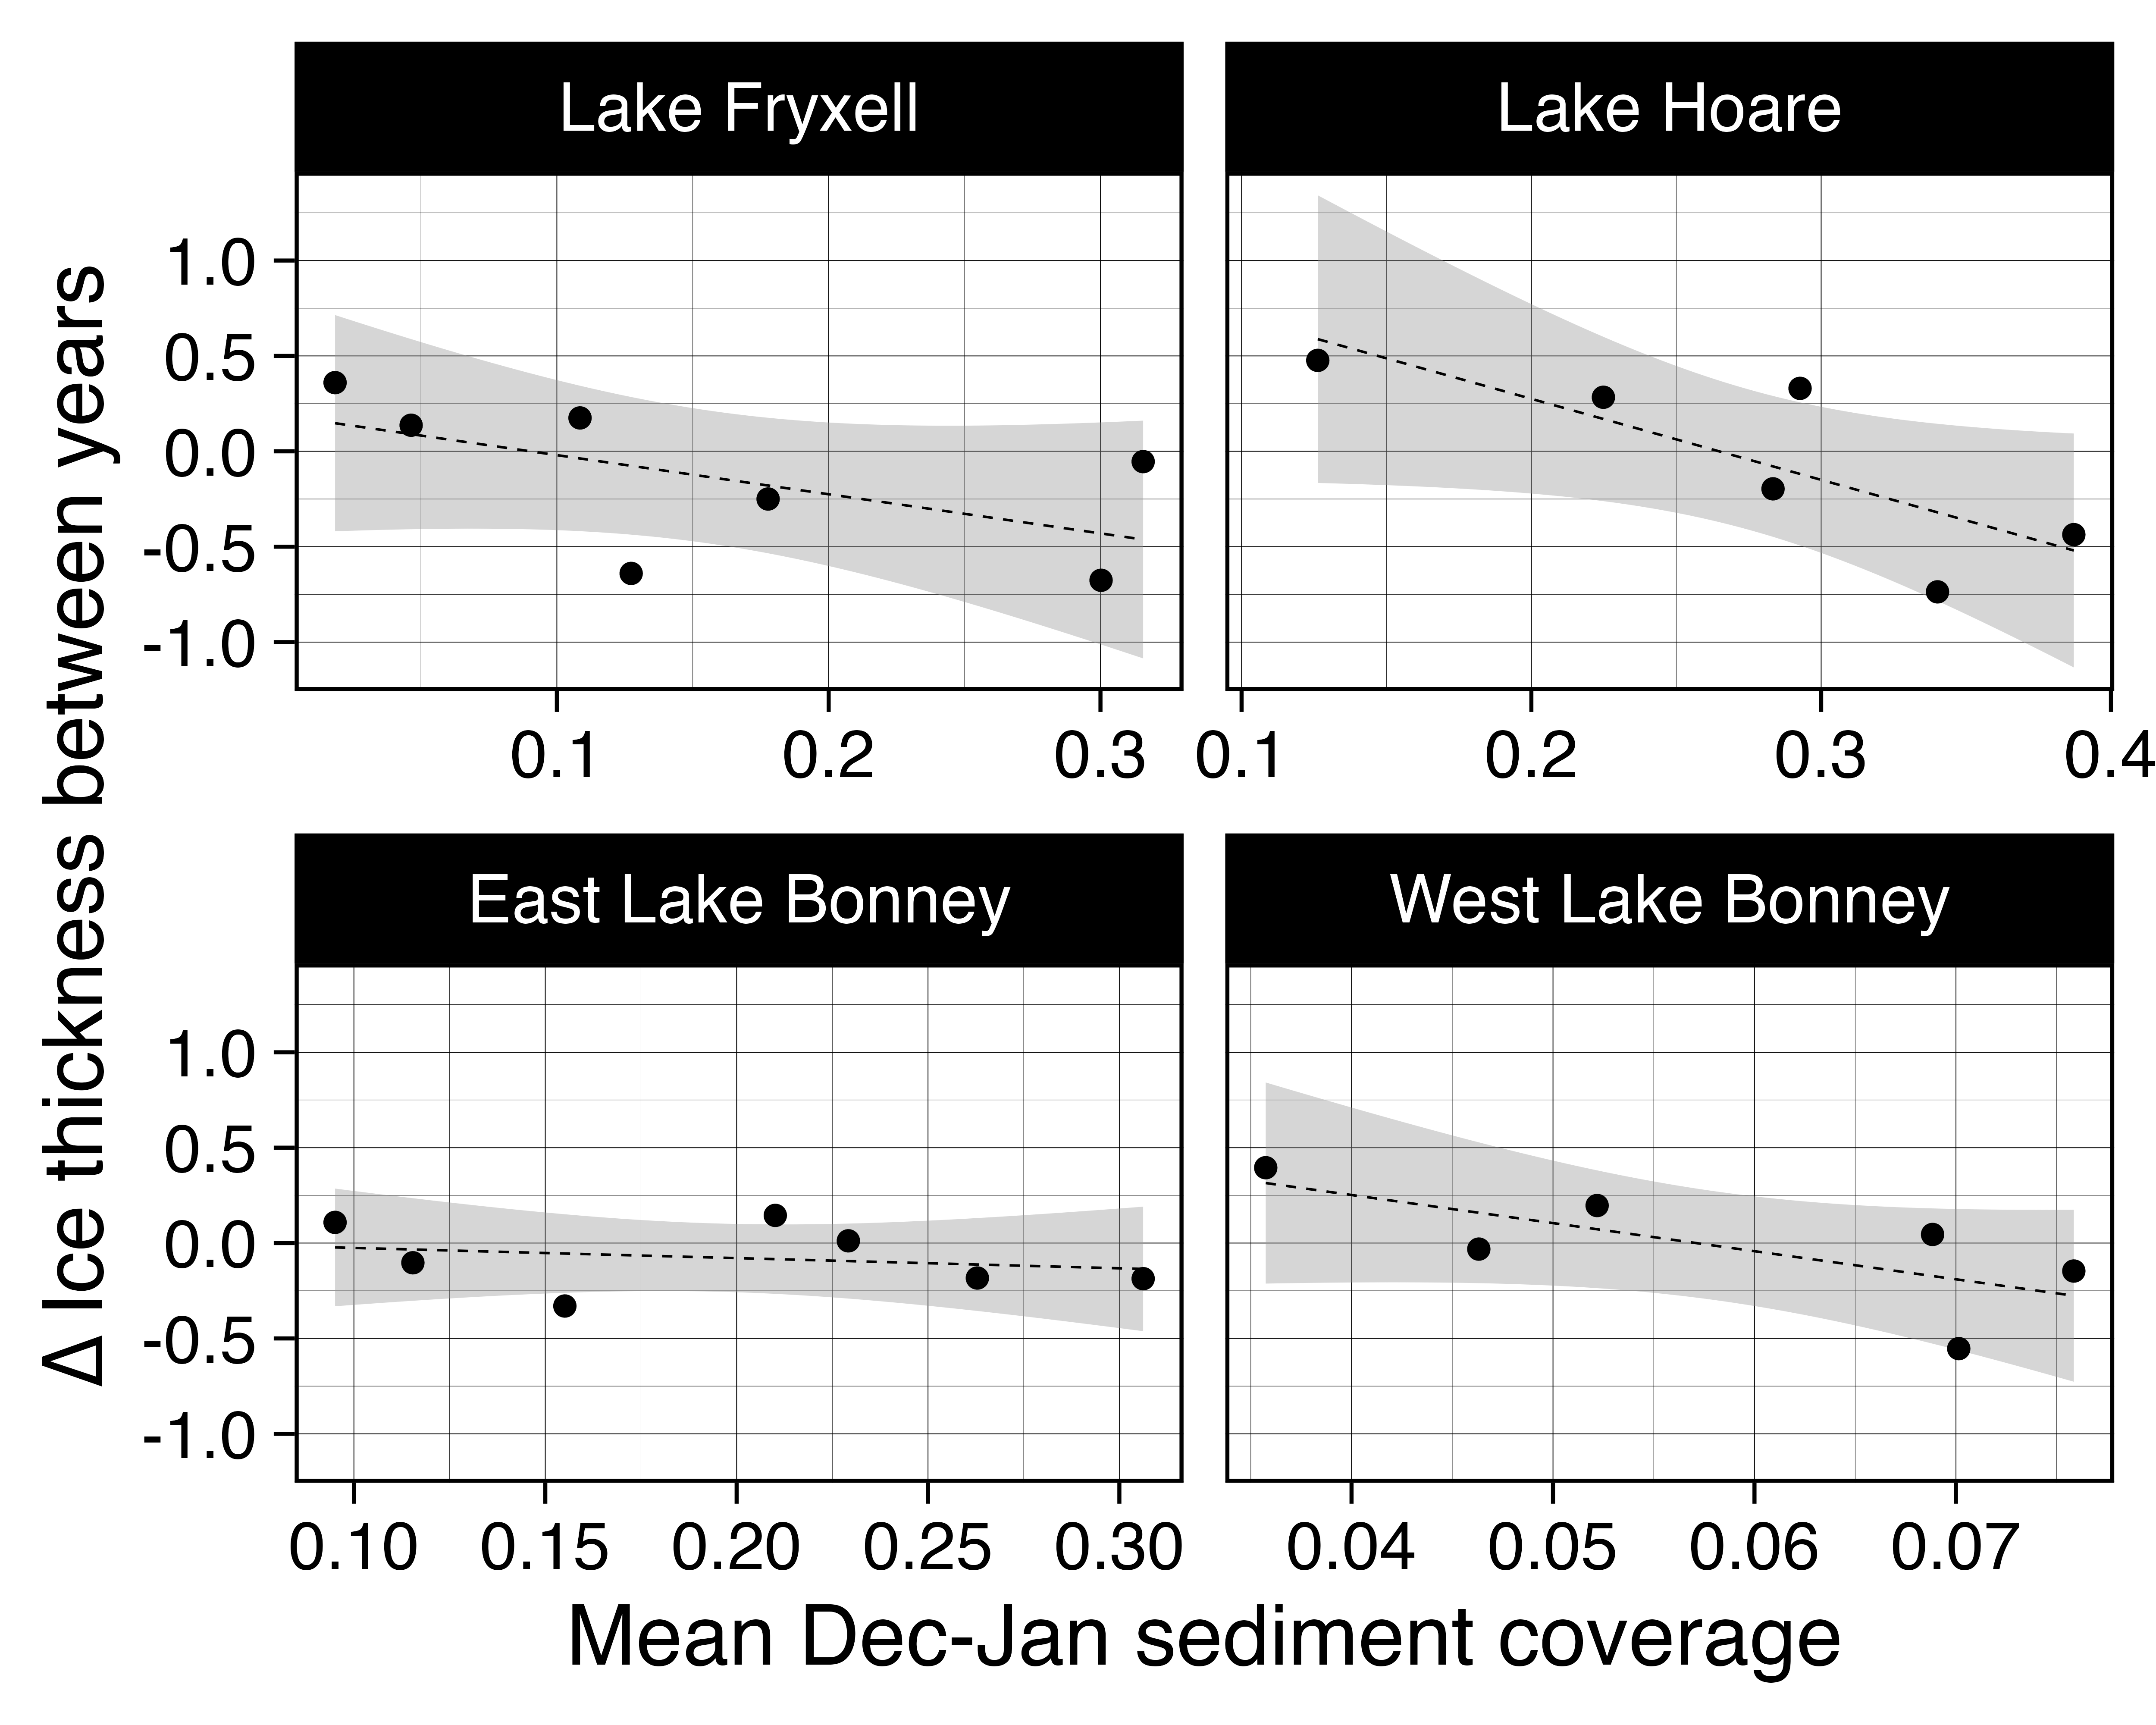 Lake Fryxell
Lake Hoare
1.0
0.5
0.0
-0.5
-1.0
0.1 0.2 0.3
0.1 0.2 0.3 0.4
East Lake Bonney
West Lake Bonney
1.0
0.5
0.0
-0.5
-1.0
0.10 0.15 0.20 0.25 0.30
0.04 0.05 0.06 0.07
Δ Ice thickness between years
Mean Dec-Jan sediment coverage